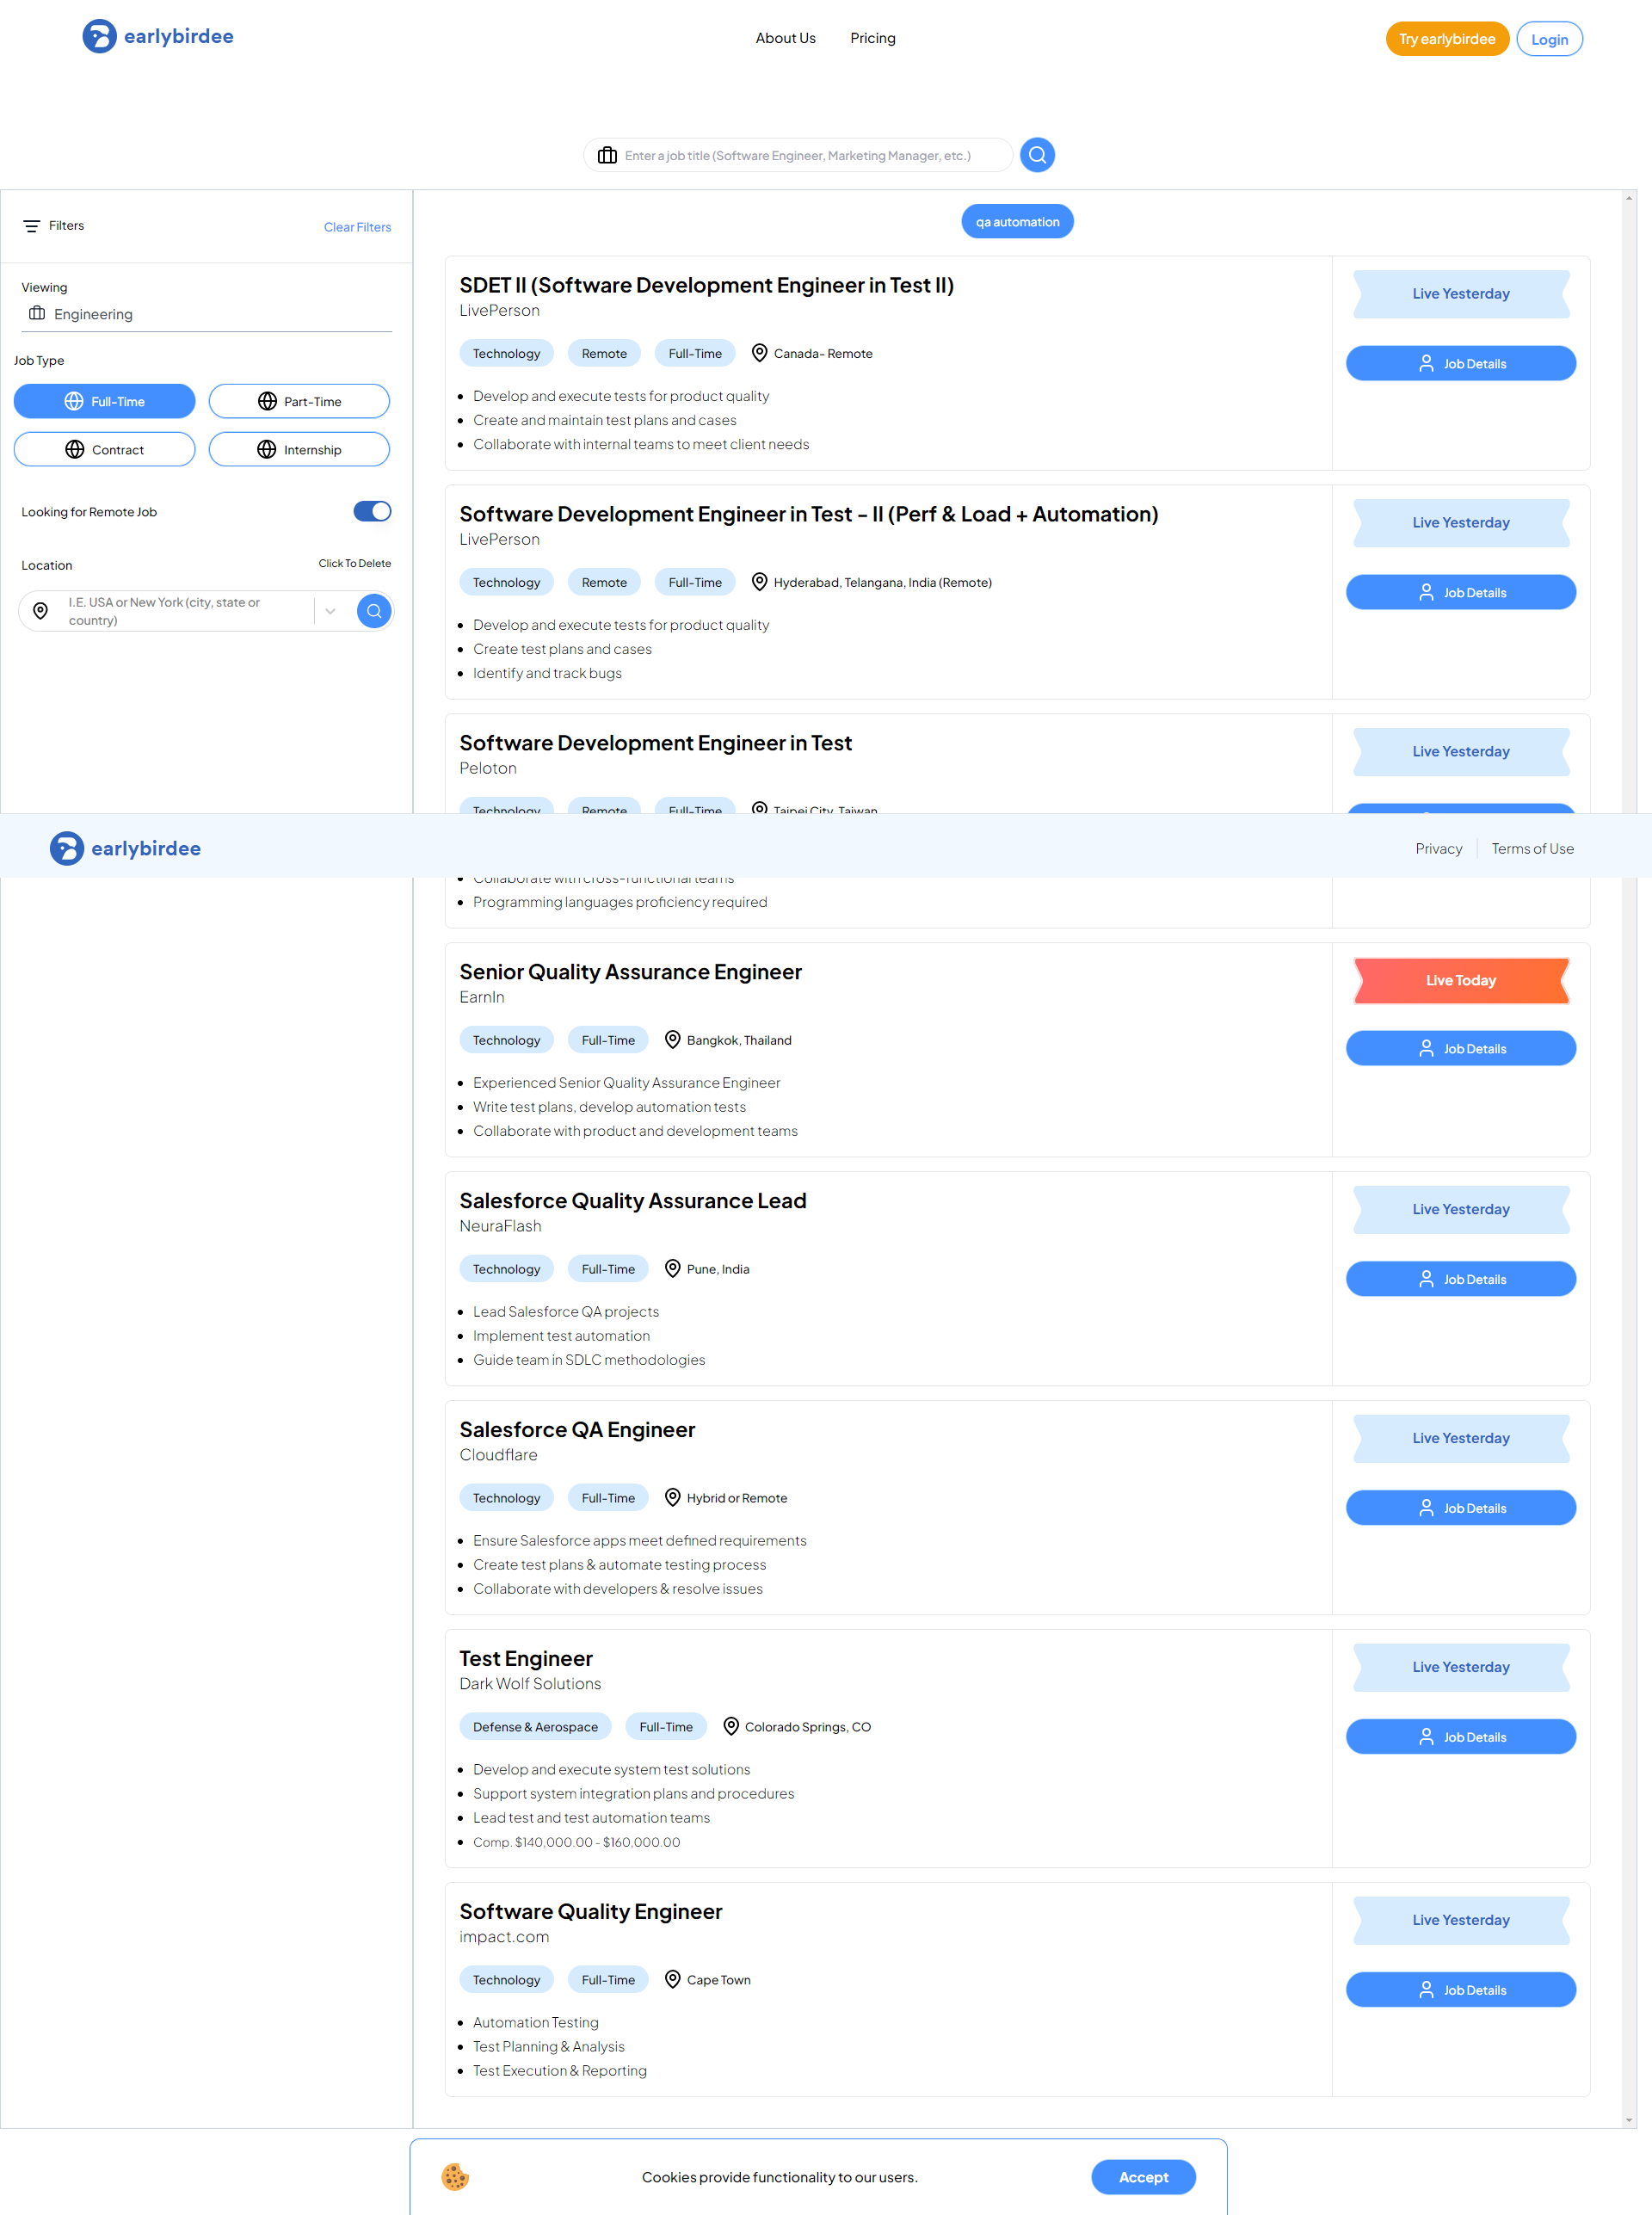 earlybirdee
About Us
Pricing
Try earlybirdee
Login
Enter a job title (Software Engineer, Marketing Manager, etc.)
Filters
Clear Filters
Viewing
Engineering
Job Type
Full-Time
Part-Time
Contract
Internship
Looking for Remote Job
Location
Click To Delete
I.E. USA or New York (city, state or
country)
qa automation
SDET II (Software Development Engineer in Test II)
LivePerson
Technology
Remote
Full-Time
Canada- Remote
Develop and execute tests for product quality
Create and maintain test plans and cases
Collaborate with internal teams to meet client needs
Live Yesterday
Job Details
Software Development Engineer in Test - II (Perf & Load + Automation)
LivePerson
Technology
Remote
Full-Time
Hyderabad, Telangana, India (Remote)
Develop and execute tests for product quality
Create test plans and cases
Identify and track bugs
Live Yesterday
Job Details
Software Development Engineer in Test
Peloton
Technology
Remote
Full-Time
Taipei City, Taiwan
Live Yesterday
earlybirdee
Privacy
Terms of Use
Collaborate with cross-functional teams
Programming languages proficiency required
Senior Quality Assurance Engineer
EarnIn
Technology
Full-Time
Bangkok, Thailand
Experienced Senior Quality Assurance Engineer
Write test plans, develop automation tests
Collaborate with product and development teams
Live Today
Job Details
Salesforce Quality Assurance Lead
NeuraFlash
Technology
Full-Time
Pune, India
Lead Salesforce QA projects
Implement test automation
Guide team in SDLC methodologies
Live Yesterday
Job Details
Salesforce QA Engineer
Cloudflare
Technology
Full-Time
Hybrid or Remote
Ensure Salesforce apps meet defined requirements
Create test plans & automate testing process
Collaborate with developers & resolve issues
Live Yesterday
Job Details
Test Engineer
Dark Wolf Solutions
Defense & Aerospace
Full-Time
Colorado Springs, CO
Develop and execute system test solutions
Support system integration plans and procedures
Lead test and test automation teams
Comp. $140,000.00 - $160,000.00
Live Yesterday
Job Details
Software Quality Engineer
impact.com
Technology
Full-Time
Cape Town
Automation Testing
Test Planning & Analysis
Test Execution & Reporting
Live Yesterday
Job Details
Cookies provide functionality to our users.
Accept